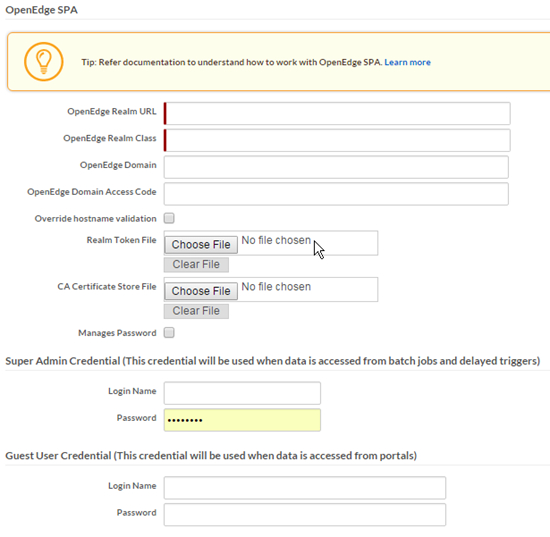 OpenEdge SPA
Tip: Refer documentation to understand how to work with OpenEdge SPA. Learn more
OpenEdge Realm URL
OpenEdge Realm Class
OpenEdge Domain
OpenEdge Domain Access Code
Override hostname validation
Realm Token File Choose File No file chosen
Clear File
CA Certificate Store File Choose File No file chosen
Clear File
Manages Password
Super Admin Credential (This credential will be used when data is accessed from batch jobs and delayed triggers)
Login Name
Password ••••••••
Guest User Credential (This credential will be used when data is accessed from portals)
Login Name
Password